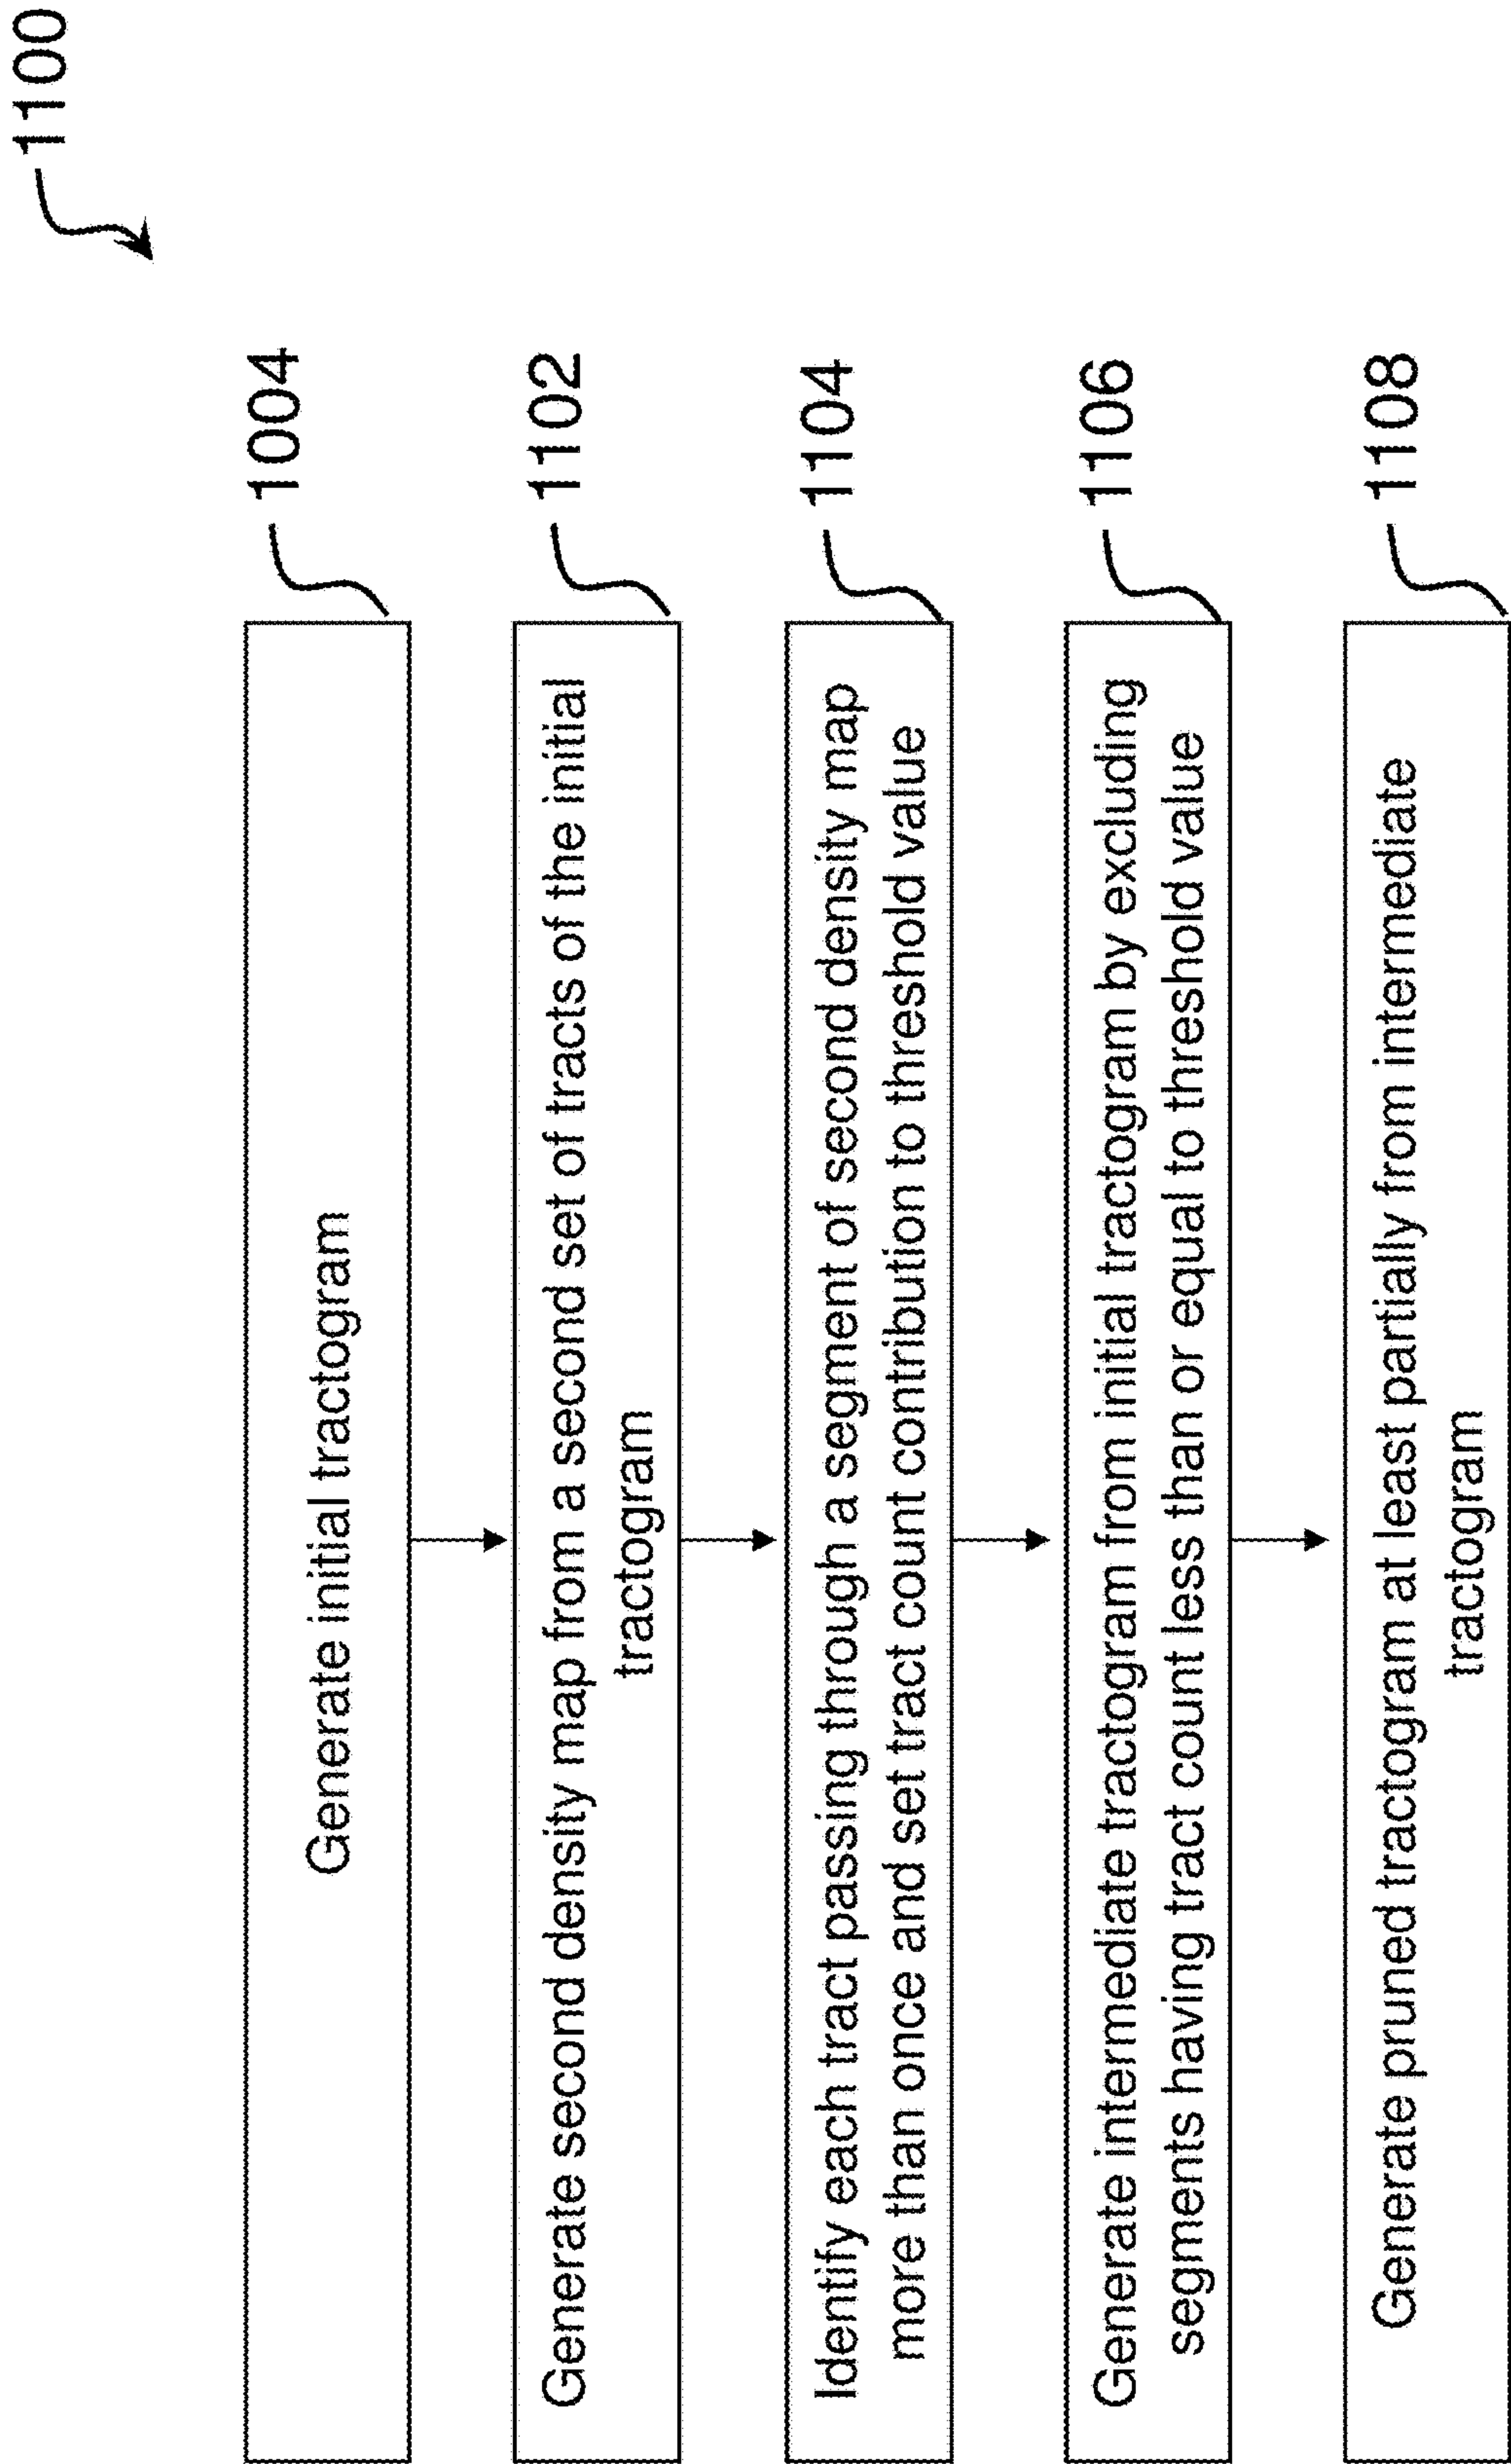 1100
Generate initial tractogram
1004
Generate second density map from a second set of tracts of the initial
tractogram
1102
Identify each tract passing through a segment of second density map
more than once and set tract count contribution to threshold value
1104
Generate intermediate tractogram from initial tractogram by excluding
segments having tract count less than or equal to threshold value
1106
Generate pruned tractogram at least partially from intermediate
tractogram
1108